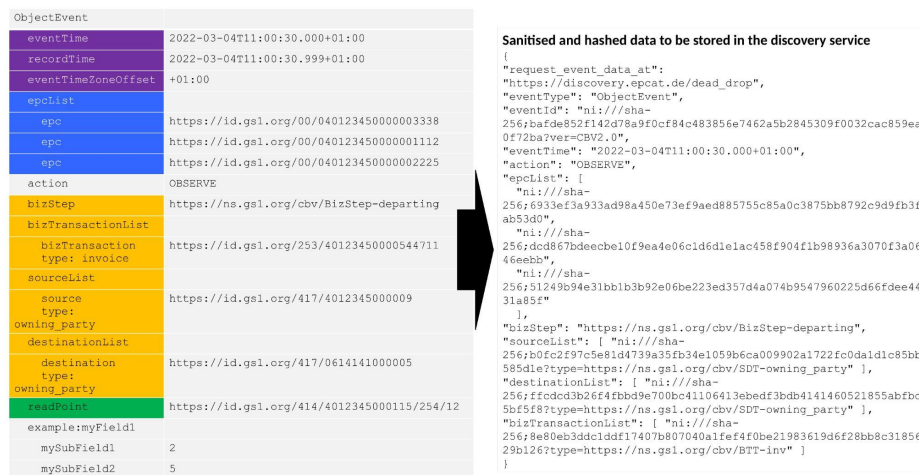 ObjectEvent
eventTime 2022-03-04T11:00:30.000+01:00
recordTime 2022-03-04T11:00:30.999+01:00
eventTimeZoneOffset +01:00
epcList
epc https://id.gs1.org/00/040123450000003338
epc https://id.gs1.org/00/040123450000001112
epc https://id.gs1.org/00/040123450000002225
action OBSERVE
bizStep https://ns.gs1.org/cbv/BizStep-departing
bizTransactionList
bizTransaction https://id.gs1.org/253/40123450000544711
type: invoice
sourceList
source https://id.gs1.org/417/4012345000009
type:
owning_party
destinationList
destination https://id.gs1.org/417/0614141000005
type:
owning_party
readPoint https://id.gs1.org/414/4012345000115/254/12
example:myField1
mySubField1 2
mySubField2 5
Sanitised and hashed data to be stored in the discovery service
{
"request_event_data_at":
"https://discovery.epcat.de/dead_drop",
"eventType": "ObjectEvent",
"eventId": "ni:///sha-
256;bafde852f142d78a9f0cf84c483856e7462a5b2845309f0032cac859ea
0f72ba?ver=CBV2.0",
"eventTime": "2022-03-04T11:00:30.000+01:00",
"action": "OBSERVE",
"epcList": [
"ni:///sha-
256;6933ef3a933ad98a450e73ef9aed885755c85a0c3875bb8792c9d9fb3f
ab53d0",
"ni:///sha-
256;dcd867bdeecbe10f9ea4e06c1d6d1e1ac458f904f1b98936a3070f3a06
46eebb",
"ni:///sha-
256;51249b94e31bb1b3b92e06be223ed357d4a074b9547960225d66fdee44
31a85f"
],
"bizStep": "https://ns.gs1.org/cbv/BizStep-departing",
"sourceList": [ "ni:///sha-
256;b0fc2f97c5e81d4739a35fb34e1059b6ca009902a1722fc0da1d1c85bb
585d1e?type=https://ns.gs1.org/cbv/SDT-owning_party" ],
"destinationList": [ "ni:///sha-
256;ffcdcd3b26f4fbbd9e700bc41106413ebedf3bdb4141460521855abfbc
5bf5f8?type=https://ns.gs1.org/cbv/SDT-owning_party" ],
"bizTransactionList": [ "ni:///sha-
256;8e80eb3ddc1ddf17407b807040a1fef4f0be21983619d6f28bb8c31856
29b126?type=https://ns.gs1.org/cbv/BTT-inv" ]
}